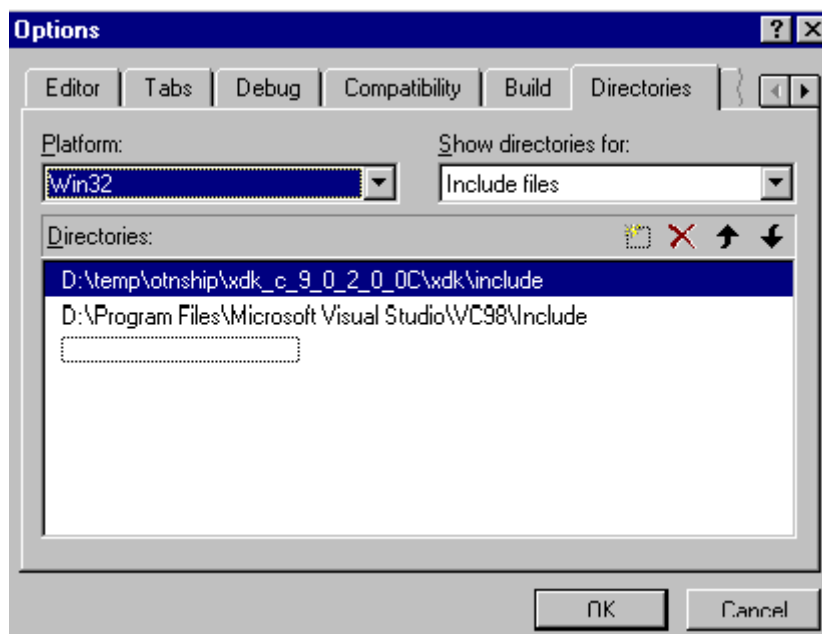 Options
Editor Tabs Debug Compatibility Build Directories
Platform: Show directories for:
Win32 Include files
Directories:
D:\temp\otnship\xdk_c_9_0_2_0_0C\xdk\include
D:\Program Files\Microsoft Visual Studio\VC98\Include
OK Cancel